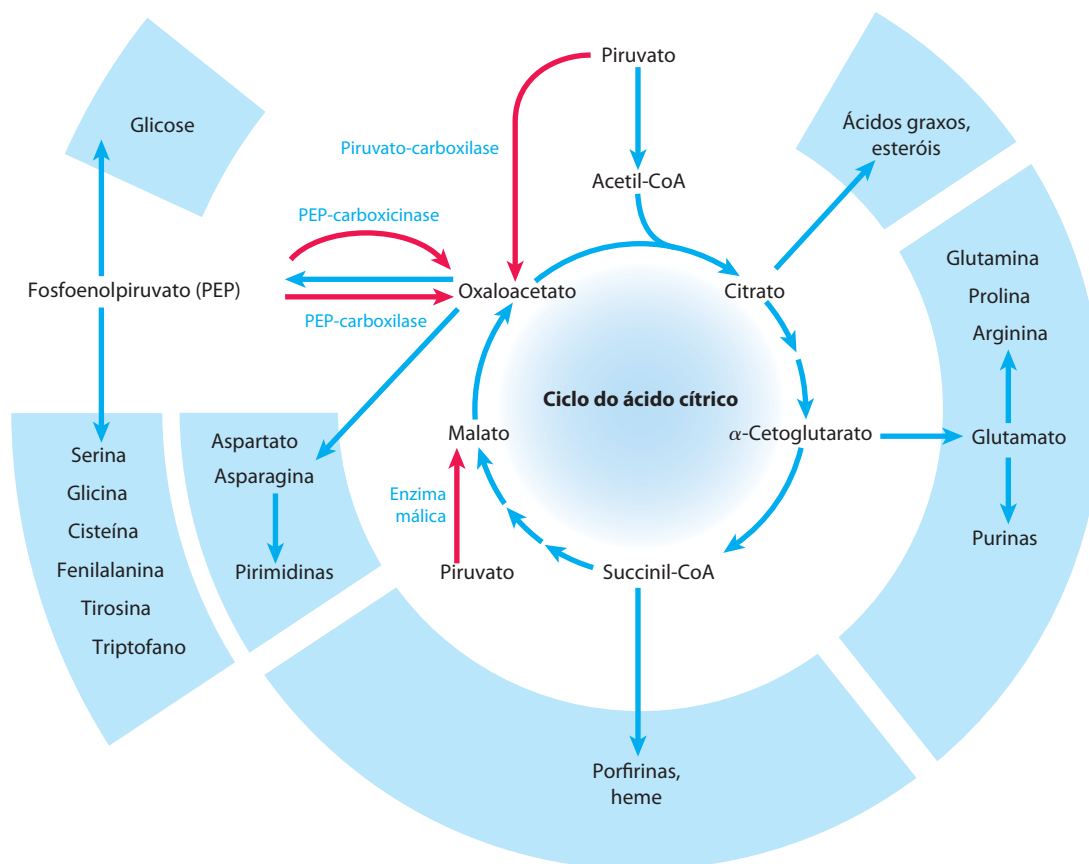 Piruvato
Glicose
Ácidos graxos,
esteróis
Piruvato-carboxilase
Acetil-CoA
PEP-carboxicinase
Fosfoenolpiruvato (PEP)
Oxaloacetato
Citrato
PEP-carboxilase
Glutamina
Prolina
Arginina
Ciclo do ácido cítrico
Malato
α-Cetoglutarato
Glutamato
Purinas
Serina
Glicina
Cisteína
Fenilalanina
Tirosina
Triptofano
Aspartato
Asparagina
Pirimidinas
Enzima
málica
Piruvato
Succinil-CoA
Porfirinas,
heme